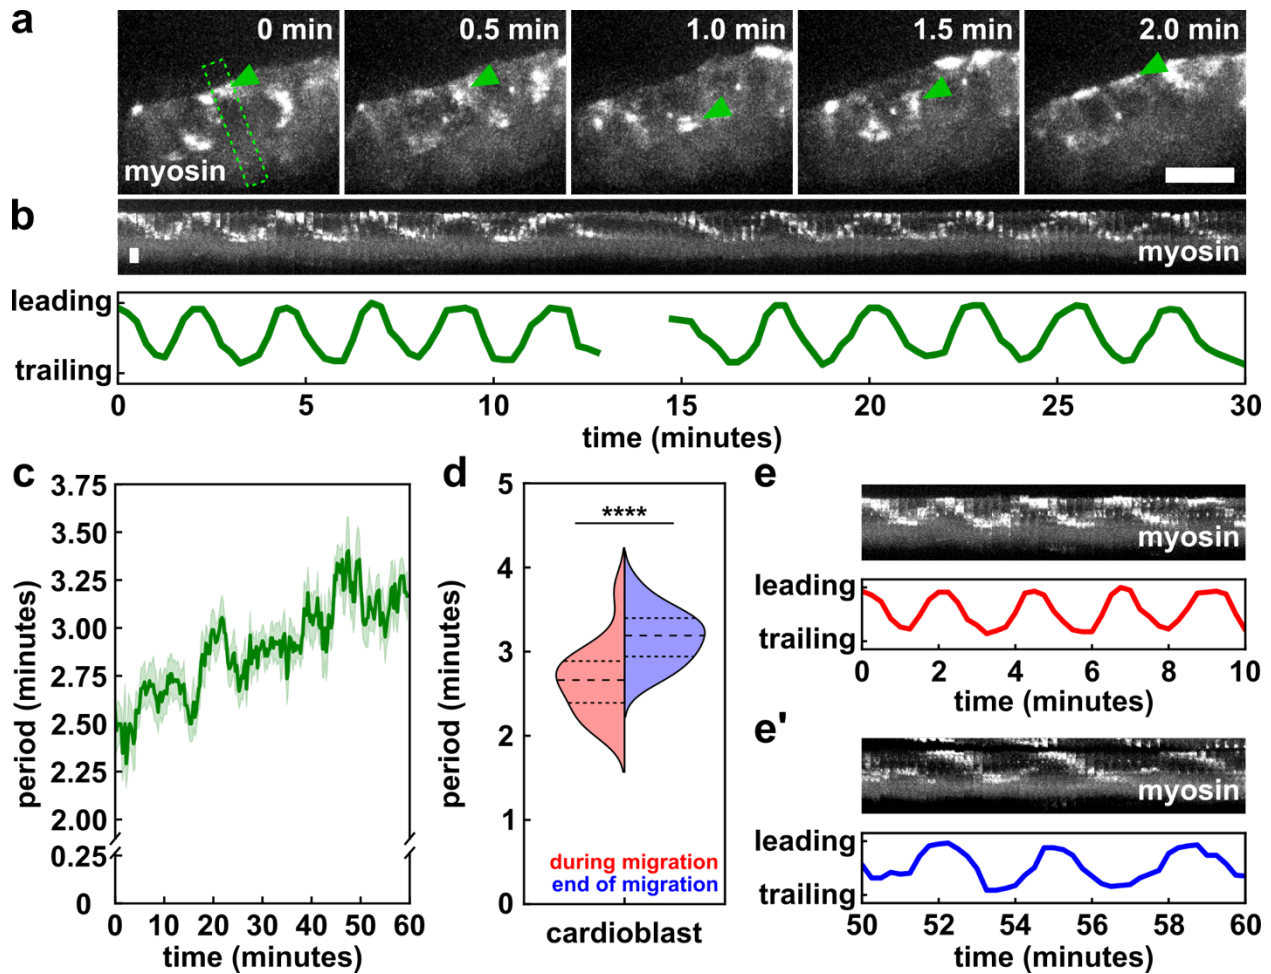 a
0 min
0.5 min
1.0 min
1.5 min
2.0 min
myosin
b
myosin
leading
trailing
0 5 10 15 20 25 30
time (minutes)
c
3.75
3.50
3.25
3.00
2.75
2.50
2.25
2.00
0.25
0
period (minutes)
0 10 20 30 40 50 60
time (minutes)
d
5
4
3
2
1
0
period (minutes)
****
during migration
end of migration
cardioblast
e
myosin
leading
trailing
0 2 4 6 8 10
time (minutes)
e'
myosin
leading
trailing
50 52 54 56 58 60
time (minutes)